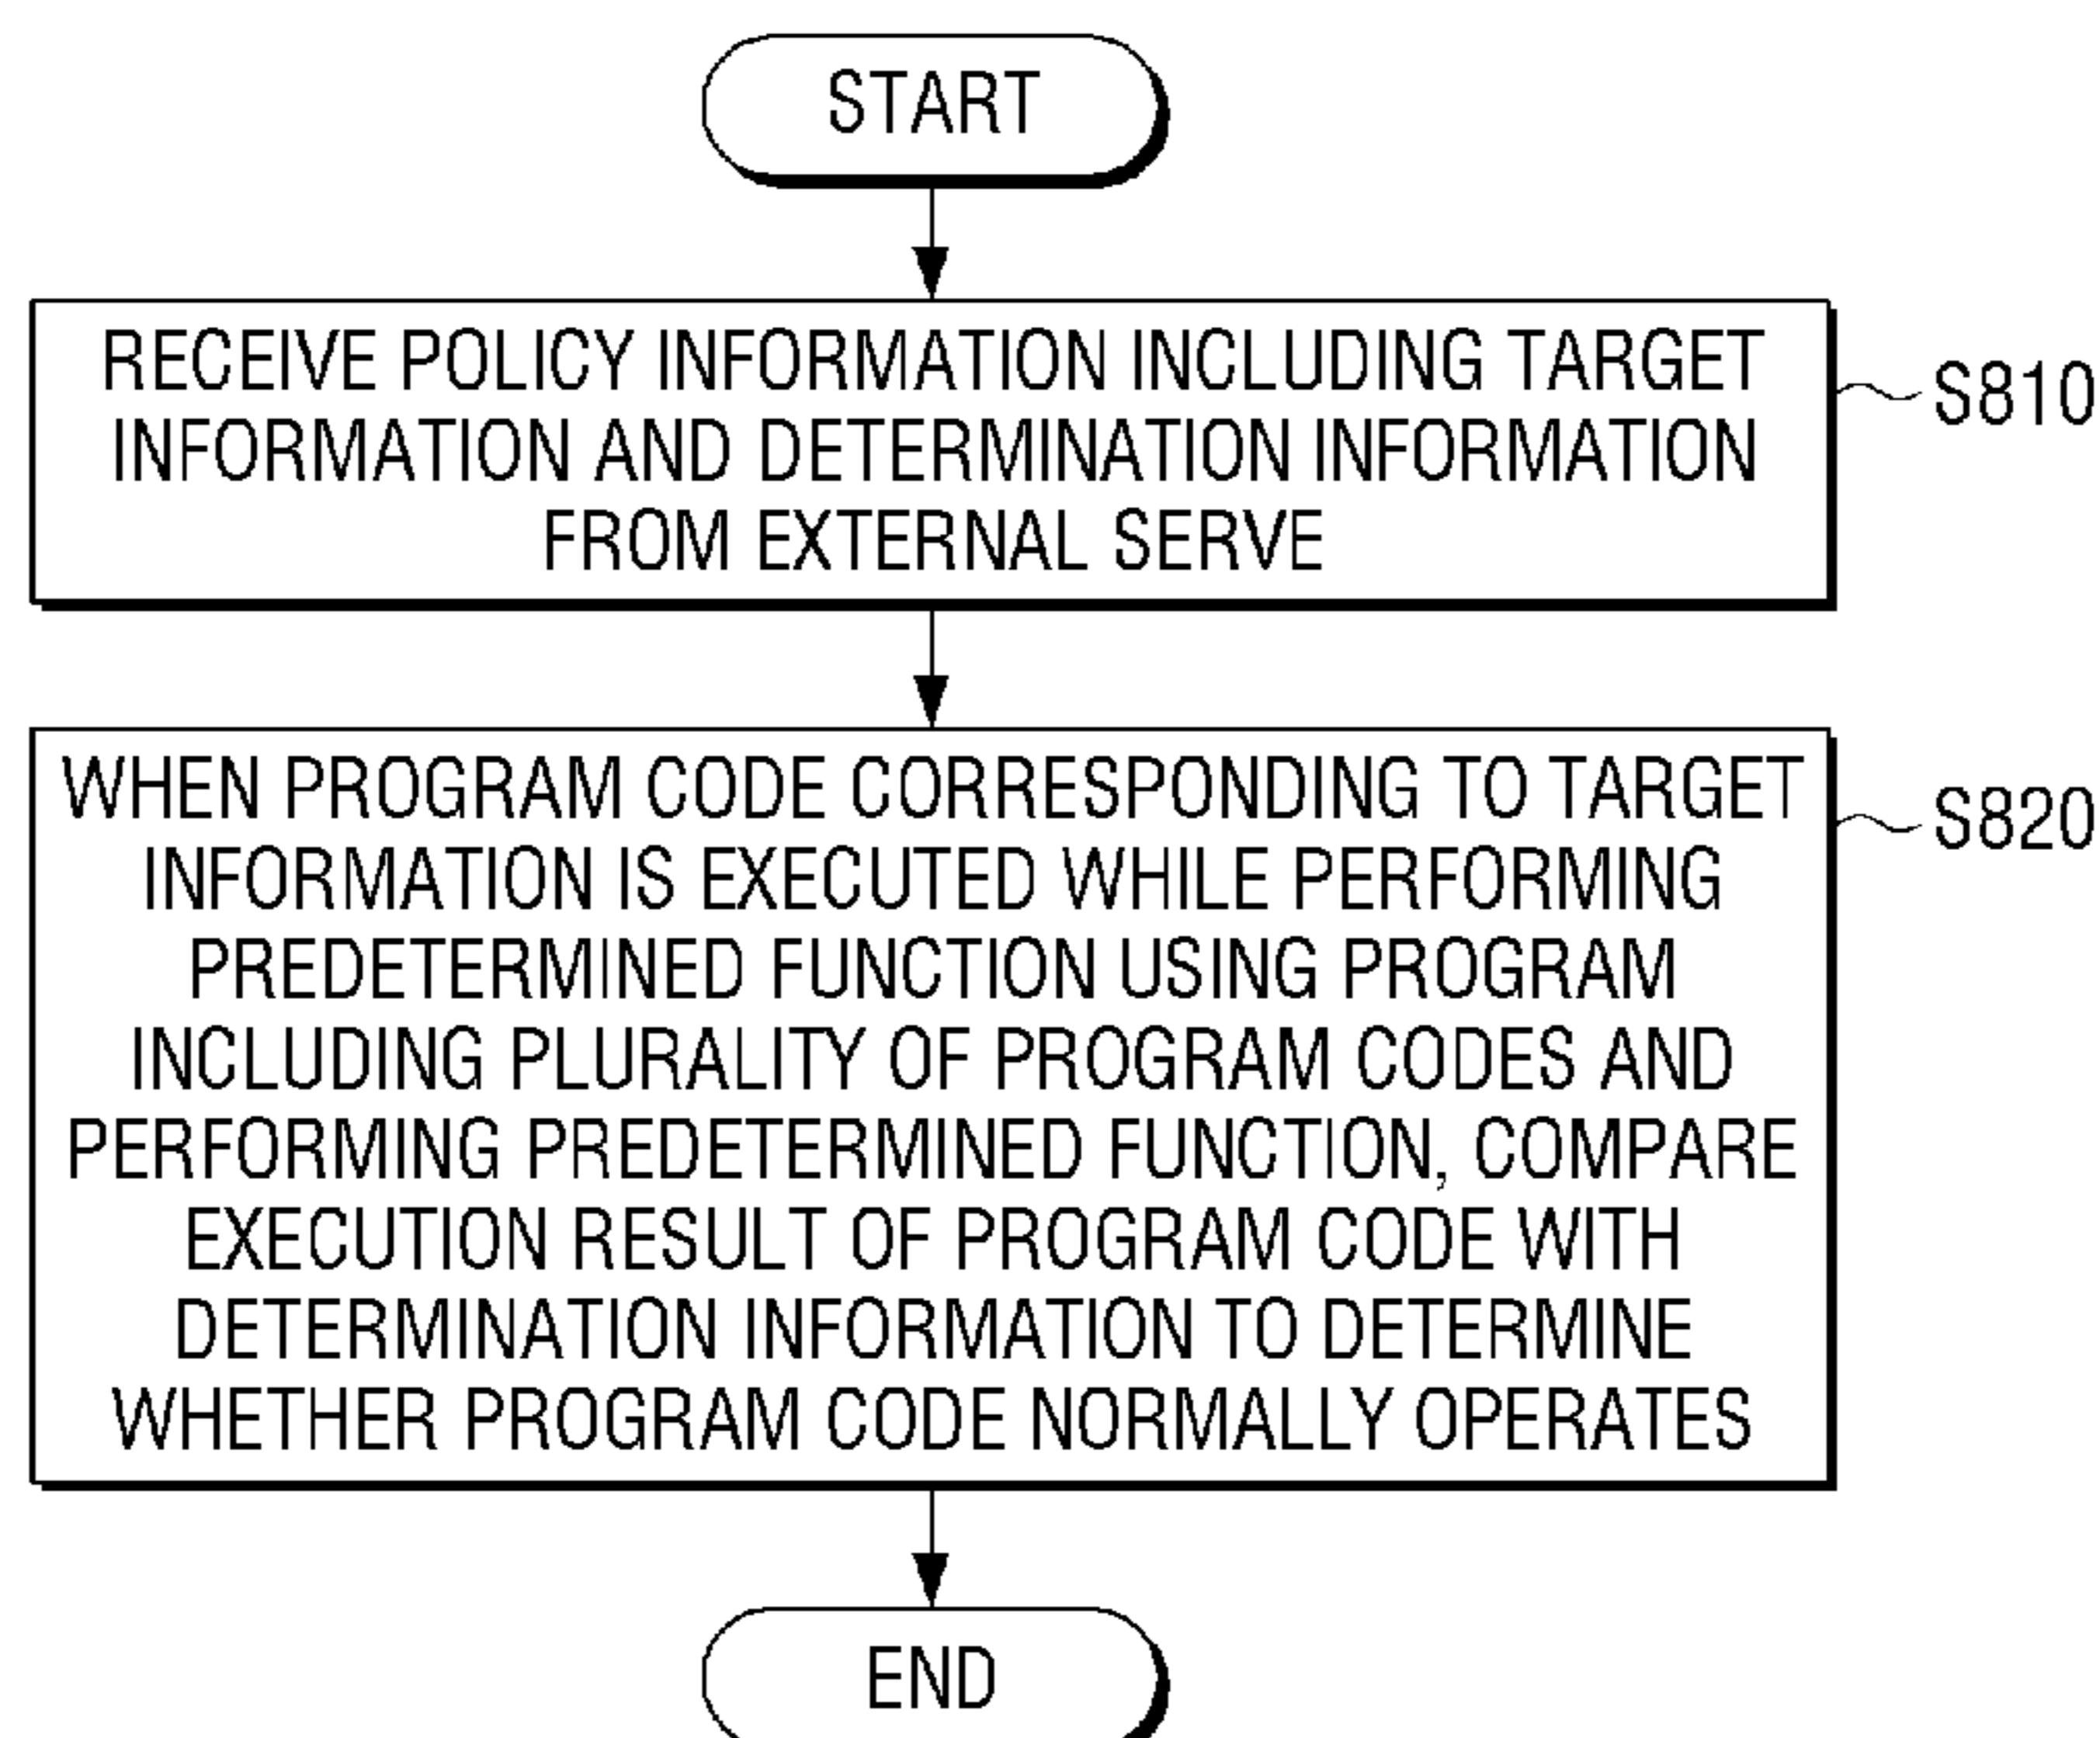 START
RECEIVE POLICY INFORMATION INCLUDING TARGET
INFORMATION AND DETERMINATION INFORMATION
FROM EXTERNAL SERVE
S810
WHEN PROGRAM CODE CORRESPONDING TO TARGET
INFORMATION IS EXECUTED WHILE PERFORMING
PREDETERMINED FUNCTION USING PROGRAM
INCLUDING PLURALITY OF PROGRAM CODES AND
PERFORMING PREDETERMINED FUNCTION, COMPARE
EXECUTION RESULT OF PROGRAM CODE WITH
DETERMINATION INFORMATION TO DETERMINE
WHETHER PROGRAM CODE NORMALLY OPERATES
S820
END